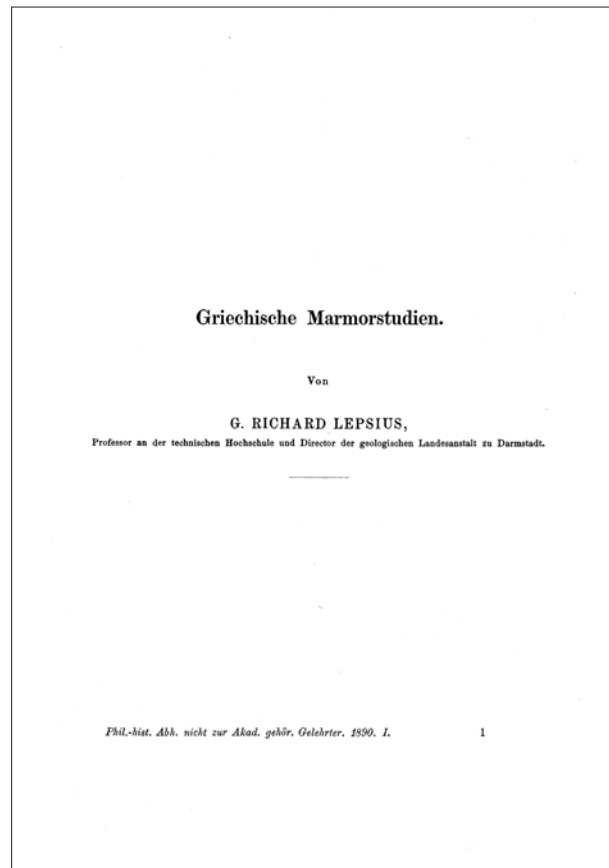 Griechische Marmorstudien.
Von
G. RICHARD LEPSIUS,
Professor an der technischen Hochschule und Director der geologischen Landesanstalt zu Darmstadt.
Phil.-hist. Abh. nicht zur Akad. gehör. Gelehrter. 1890. I. 1